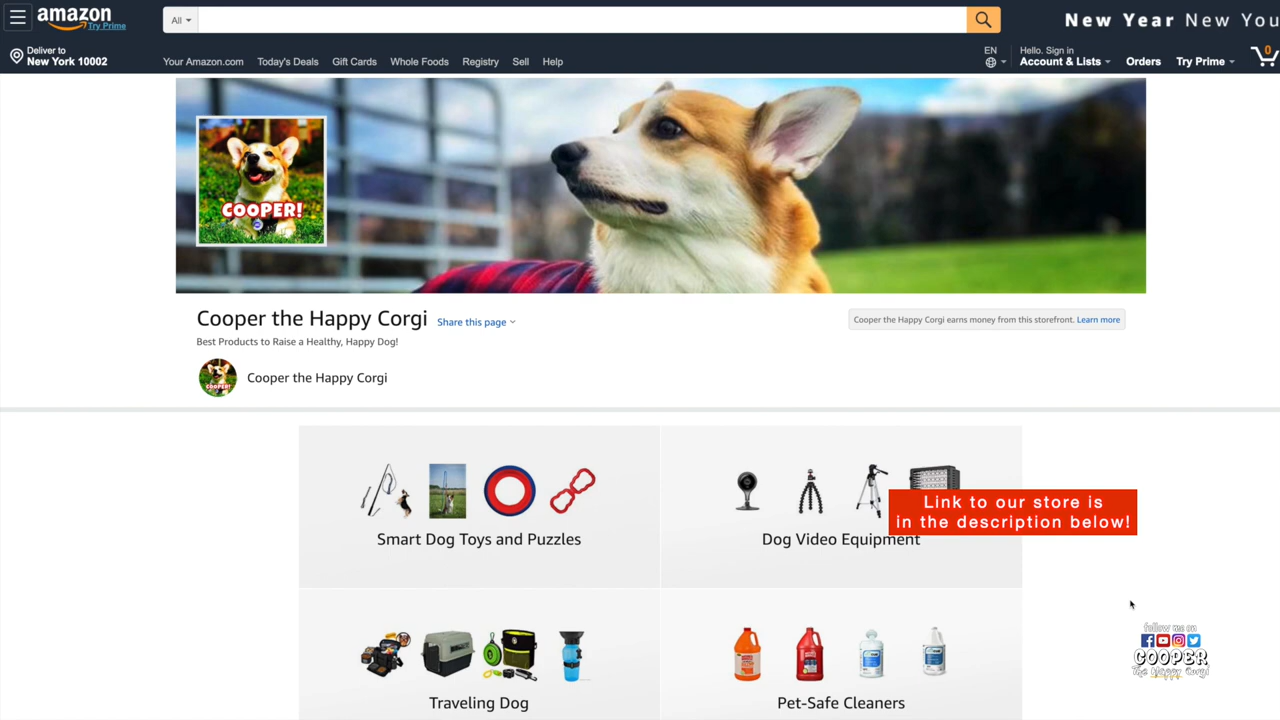 amazon
Try Prime
All
New Year New You
Deliver to
New York 10002
Your Amazon.com Today's Deals Gift Cards Whole Foods Registry Sell Help
EN
Hello. Sign in
Account & Lists
Orders
Try Prime
0
COOPER!
Cooper the Happy Corgi
Share this page
Cooper the Happy Corgi earns money from this storefront. Learn more
Best Products to Raise a Healthy, Happy Dog!
Cooper the Happy Corgi
Smart Dog Toys and Puzzles
Dog Video Equipment
Link to our store is
in the description below!
Traveling Dog
Pet-Safe Cleaners
follow me on
COOPER
The Happy Corgi